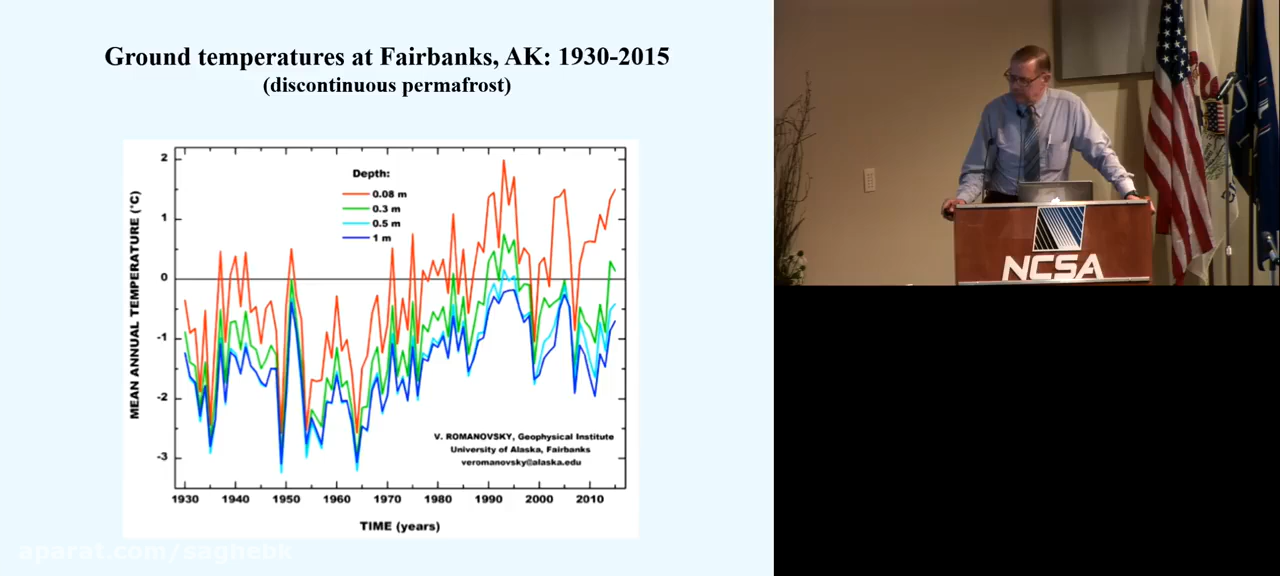 Ground temperatures at Fairbanks, AK: 1930-2015
(discontinuous permafrost)
MEAN ANNUAL TEMPERATURE (°C)
2
1
0
-1
-2
-3
Depth:
0.08 m
0.3 m
0.5 m
1 m
V. ROMANOVSKY, Geophysical Institute
University of Alaska, Fairbanks
veromanovsky@alaska.edu
1930 1940 1950 1960 1970 1980 1990 2000 2010
TIME (years)
aparat.com/saghebk
NCSA